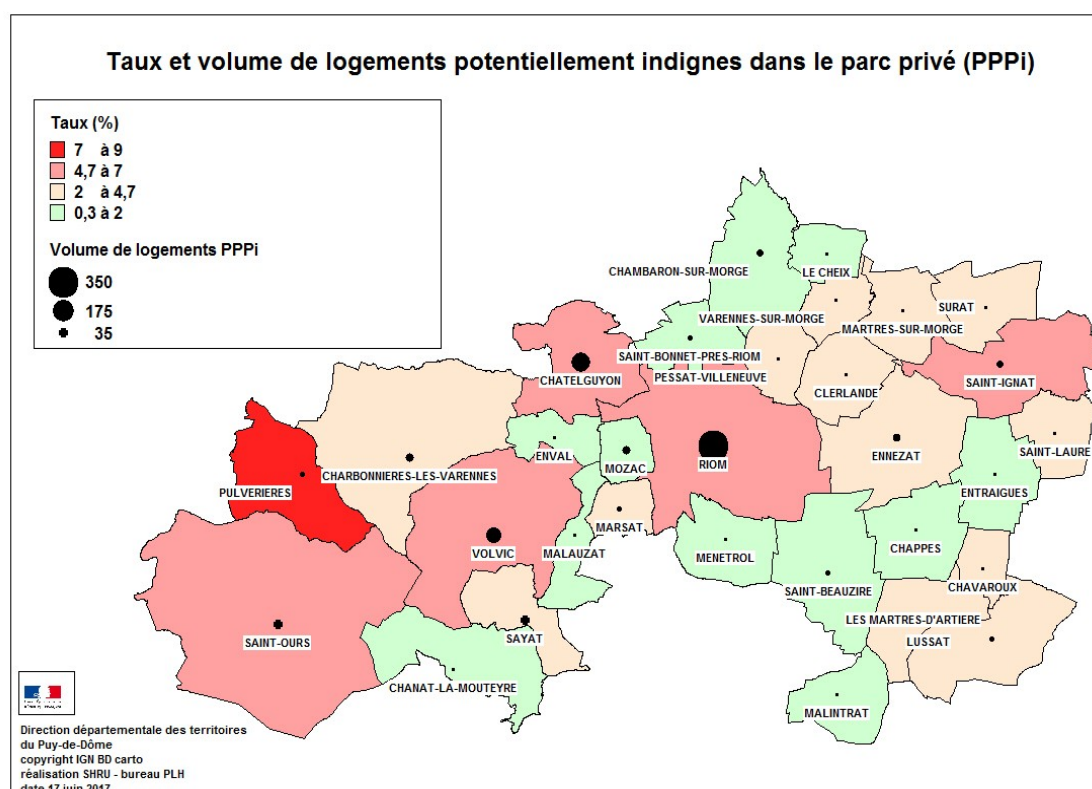 Taux et volume de logements potentiellement indignes dans le parc privé (PPPi)
Taux (%)
7 à 9
4,7 à 7
2 à 4,7
0,3 à 2
Volume de logements PPPi
350
175
35
CHAMBARON-SUR-MORGE
LE CHEIX
VARENNES-SUR-MORGE
SURAT
MARTRES-SUR-MORGE
SAINT-BONNET-PRES-RIOM
PESSAT-VILLENEUVE
CHATELGUYON
CLERLANDE
SAINT-IGNAT
SAINT-LAURE
ENNEZAT
ENVAL
MOZAC
RIOM
CHARBONNIERES-LES-VARENNES
PULVERIERES
ENTRAIGUES
MARSAT
VOLVIC
MALAUZAT
MENETROL
CHAPPES
CHAVAROUX
SAINT-BEAUZIRE
LES MARTRES-D'ARTIERE
LUSSAT
SAINT-OURS
SAYAT
CHANAT-LA-MOUTEYRE
MALINTRAT
Direction départementale des territoires
du Puy-de-Dôme
copyright IGN BD carto
réalisation SHRU - bureau PLH
date 17 juin 2017